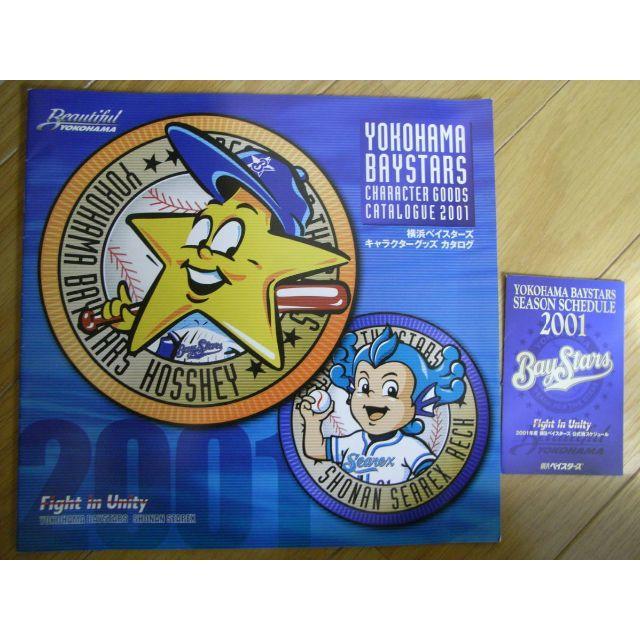 Beautiful
YOKOHAMA
YOKOHAMA
BAYSTARS
CHARACTER GOODS
CATALOGUE 2001
横浜ベイスターズ
キャラクターグッズ カタログ
YOKOHAMA BAYSTARS HOSSHEY
BayStars
THE STARS
Searex
SHONAN SEAREX RECH
2001
Fight in Unity
YOKOHAMA BAYSTARS SHONAN SEAREX
YOKOHAMA BAYSTARS
SEASON SCHEDULE
2001
BayStars
Fight in Unity
2001年度 横浜ベイスターズ 公式戦スケジュール
YOKOHAMA
横浜ベイスターズ